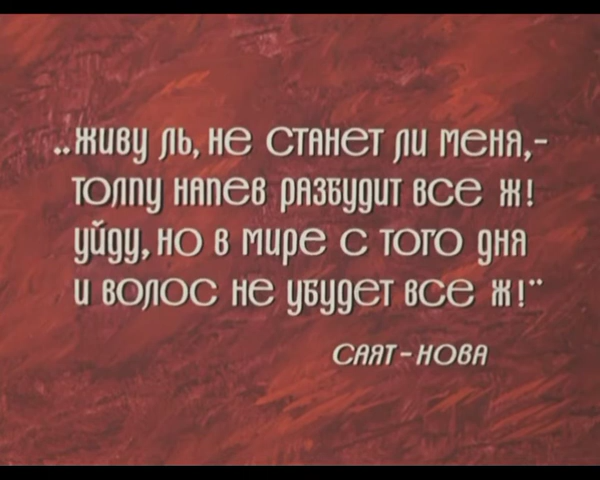 „Живу ль, не станет ли меня,-
толпу напев разбудит все ж!
уйду, но в мире с того дня
и волос не убудет все ж!"
САЯТ-НОВА